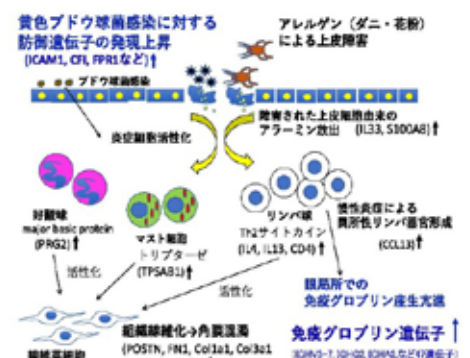 黄色ブドウ球菌感染に対する
防御遺伝子の発現上昇
(ICAM1, CFI, FPR1など)↑
ブドウ球菌感染
アレルゲン(ダニ・花粉)
による上皮障害
障害された上皮細胞由来の
アラーミン放出 (IL33, S100A8)↑
炎症細胞活性化
好酸球
major basic protein
(PRG2)↑
マスト細胞
トリプターゼ
(TPSAB1)↑
リンパ球
Th2サイトカイン
(IL4, IL13, CD4)↑
慢性炎症による
異所性リンパ器官形成
(CCL13)↑
活性化
活性化
眼局所での
免疫グロブリン産生亢進
免疫グロブリン遺伝子↑
組織線維化→角膜混濁
(POSTN, FN1, Col1a1, Col3a1
線維芽細胞